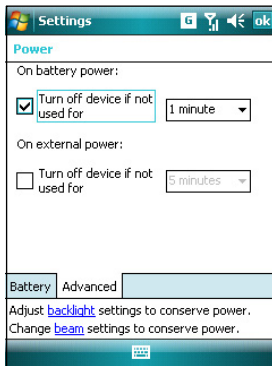 Settings G ok
Power
On battery power:
Turn off device if not
used for
1 minute
On external power:
Turn off device if not
used for
5 minutes
Battery Advanced
Adjust backlight settings to conserve power.
Change beam settings to conserve power.